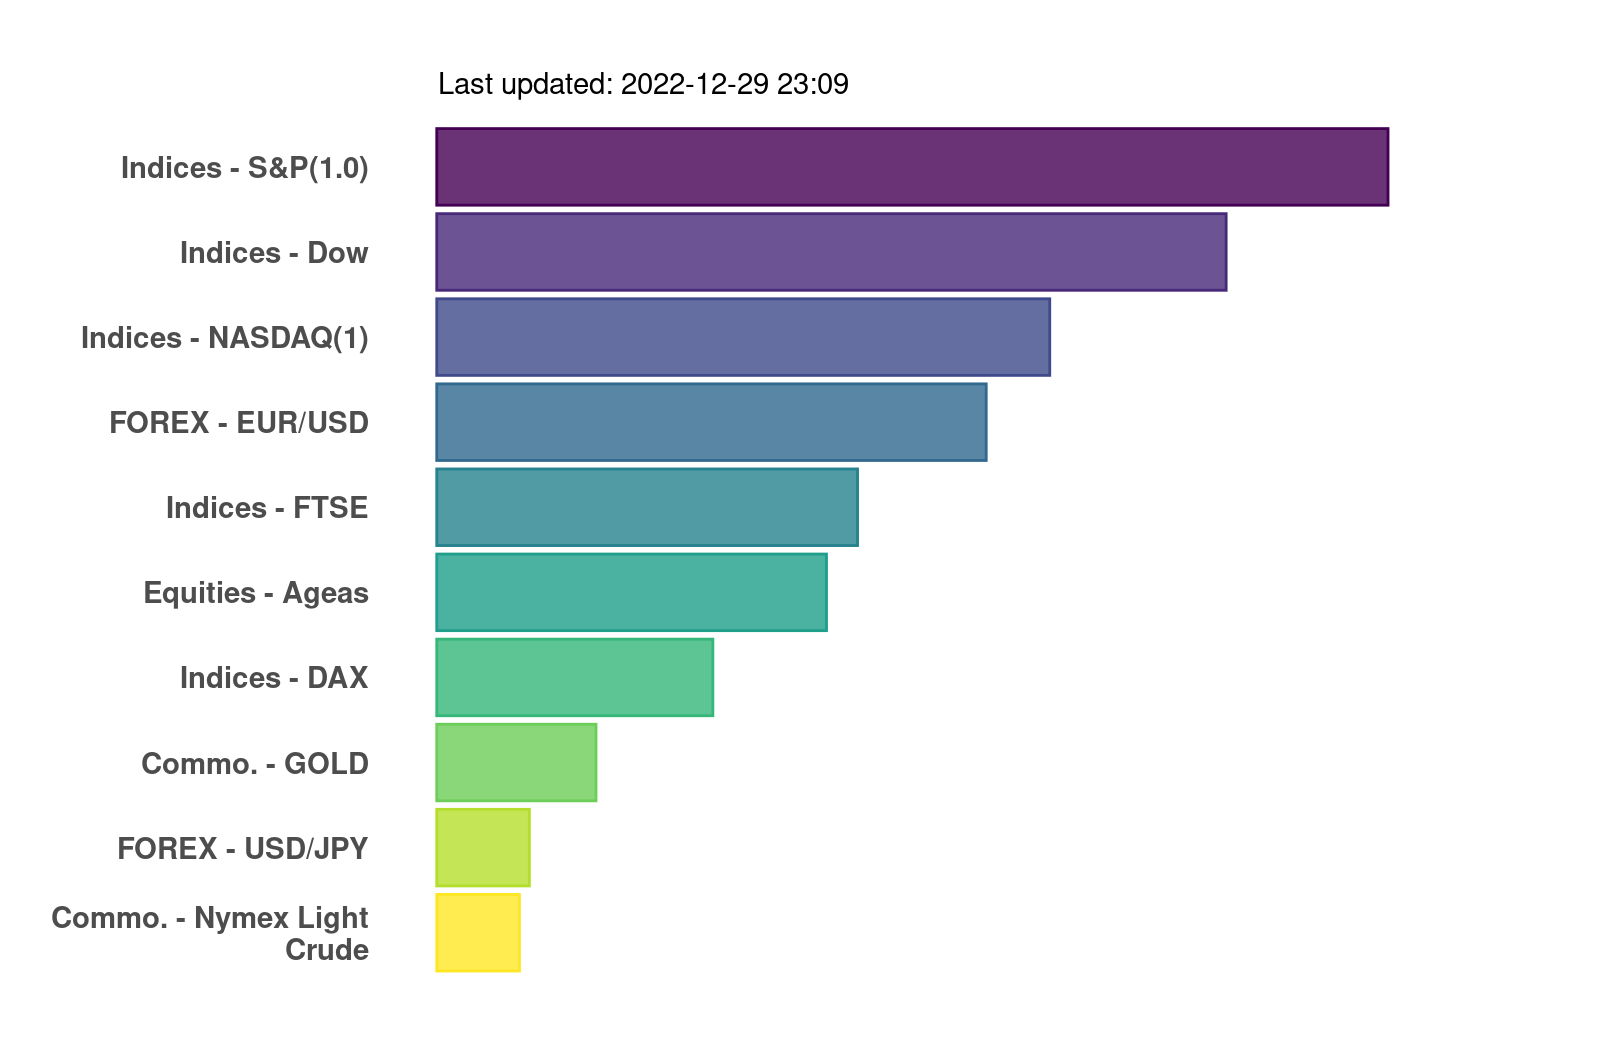 Last updated: 2022-12-29 23:09
Indices - S&P(1.0)
Indices - Dow
Indices - NASDAQ(1)
FOREX - EUR/USD
Indices - FTSE
Equities - Ageas
Indices - DAX
Commo. - GOLD
FOREX - USD/JPY
Commo. - Nymex Light
Crude